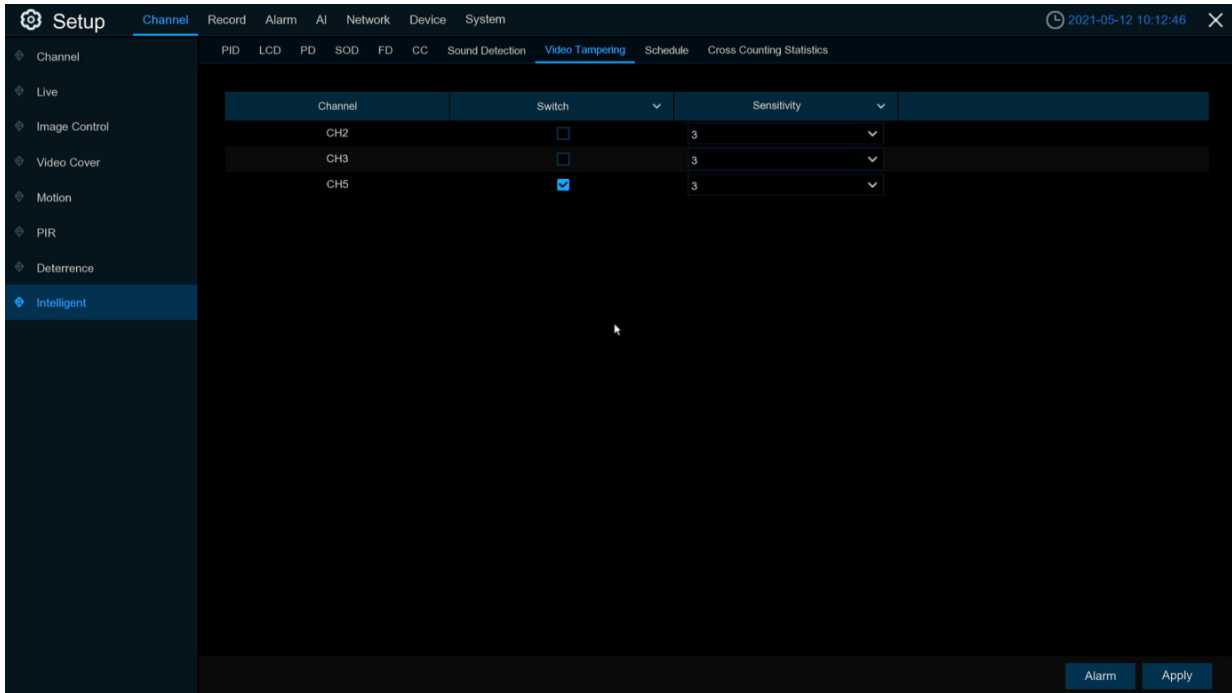 Setup Channel Record Alarm AI Network Device System 2021-05-12 10:12:46
PID LCD PD SOD FD CC Sound Detection Video Tampering Schedule Cross Counting Statistics
Channel
Live
Image Control
Video Cover
Motion
PIR
Deterrence
Intelligent
Channel Switch Sensitivity
CH2 3
CH3 3
CH5 3
Alarm Apply